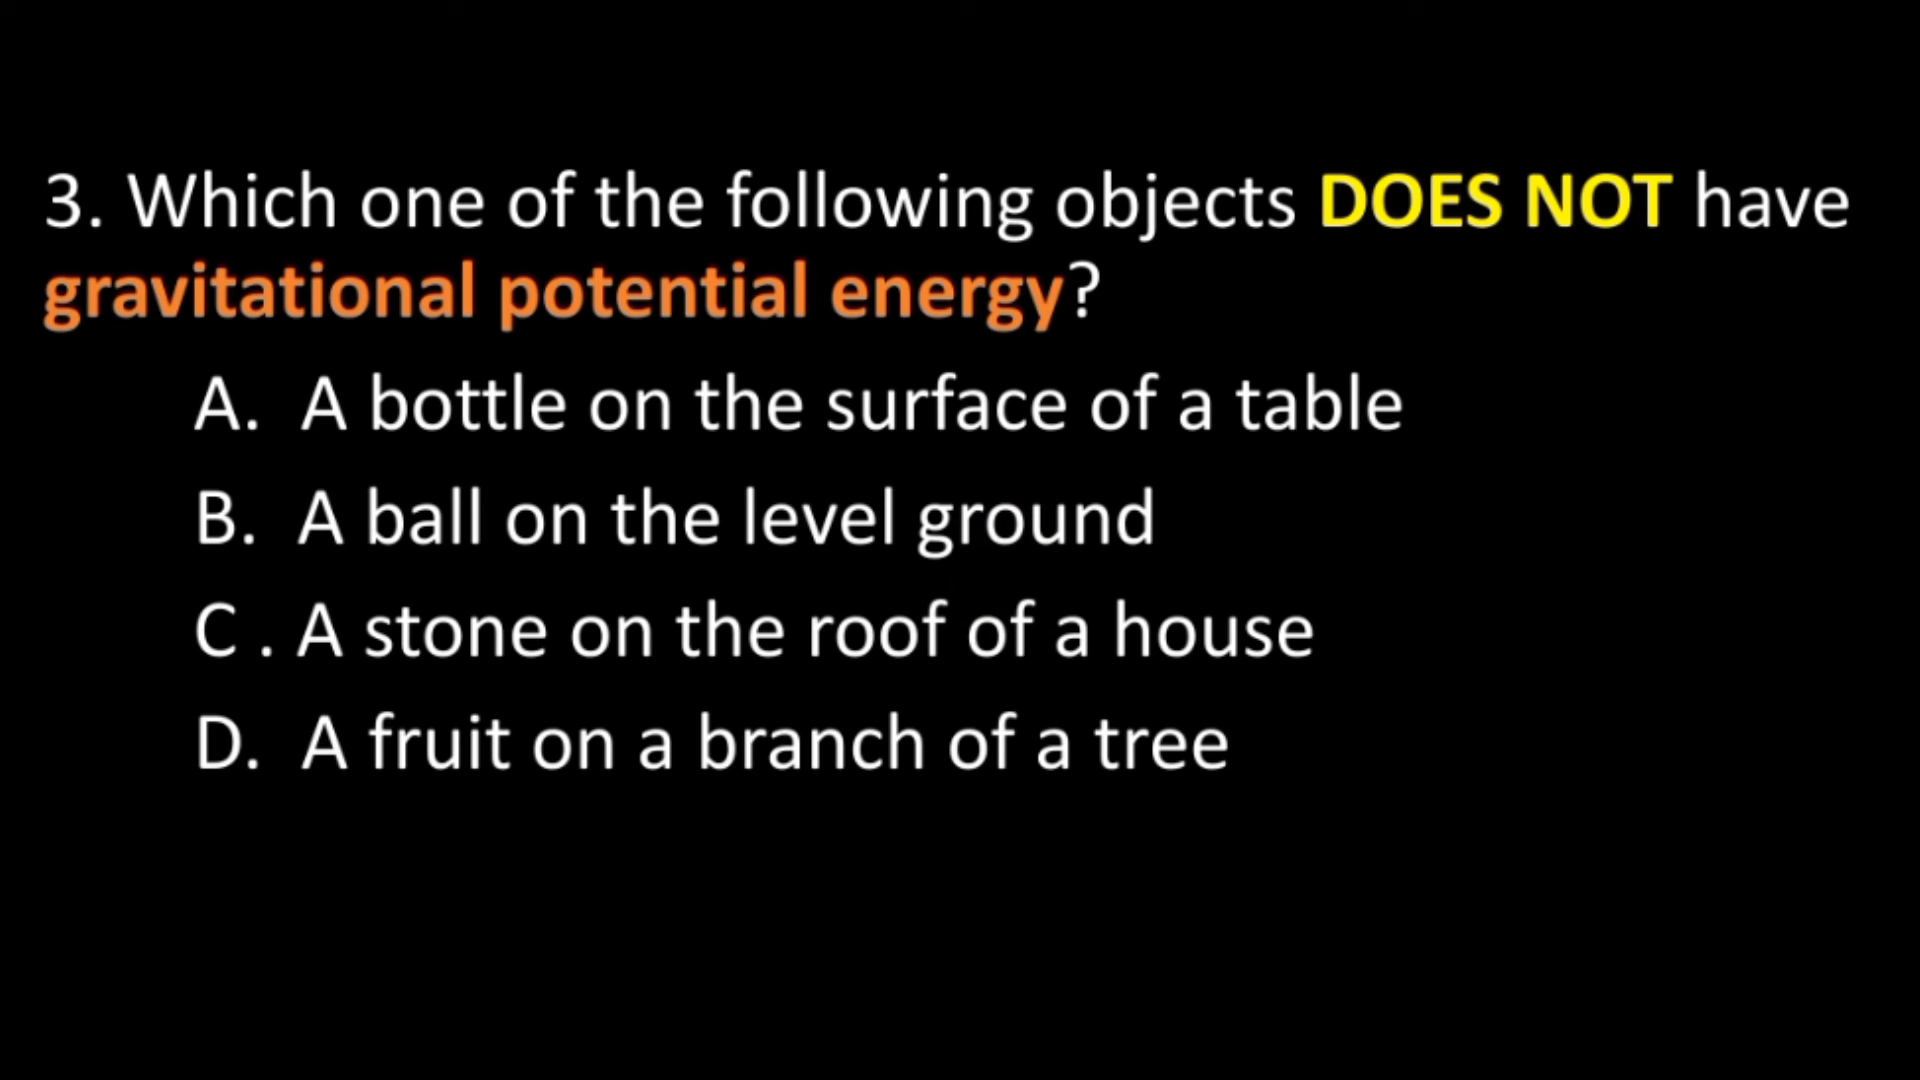 3. Which one of the following objects DOES NOT have
gravitational potential energy?
A. A bottle on the surface of a table
B. A ball on the level ground
C . A stone on the roof of a house
D. A fruit on a branch of a tree